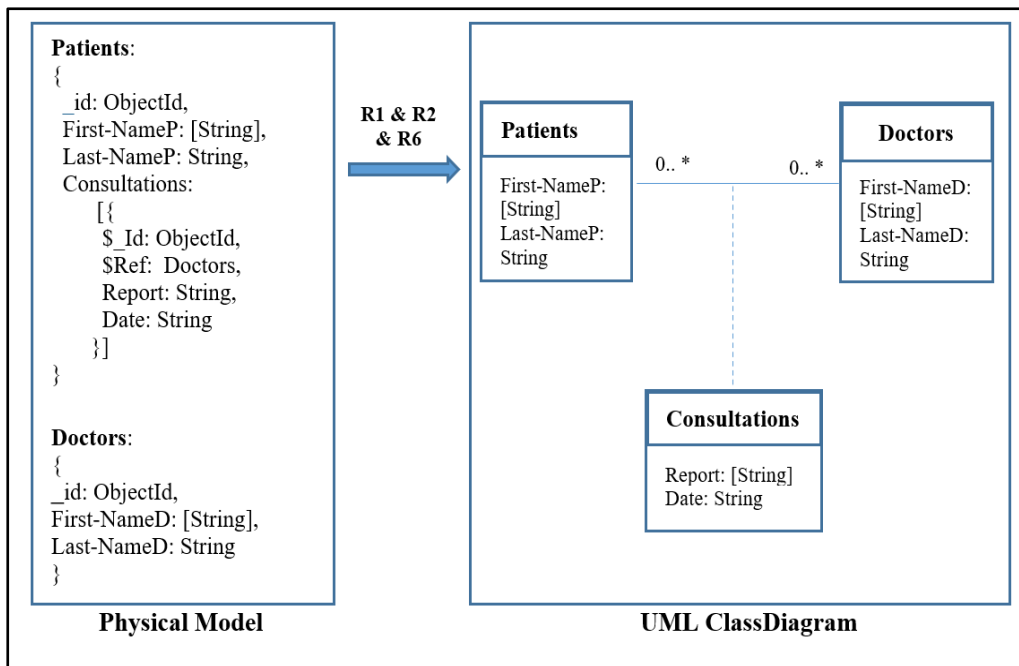 Patients:
{
_id: ObjectId,
First-NameP: [String],
Last-NameP: String,
Consultations:
[{
$_Id: ObjectId,
$Ref: Doctors,
Report: String,
Date: String
}]
}
Doctors:
{
_id: ObjectId,
First-NameD: [String],
Last-NameD: String
}
Physical Model
R1 & R2
& R6
Patients
First-NameP:
[String]
Last-NameP:
String
0.. *
0.. *
Doctors
First-NameD:
[String]
Last-NameD:
String
Consultations
Report: [String]
Date: String
UML ClassDiagram